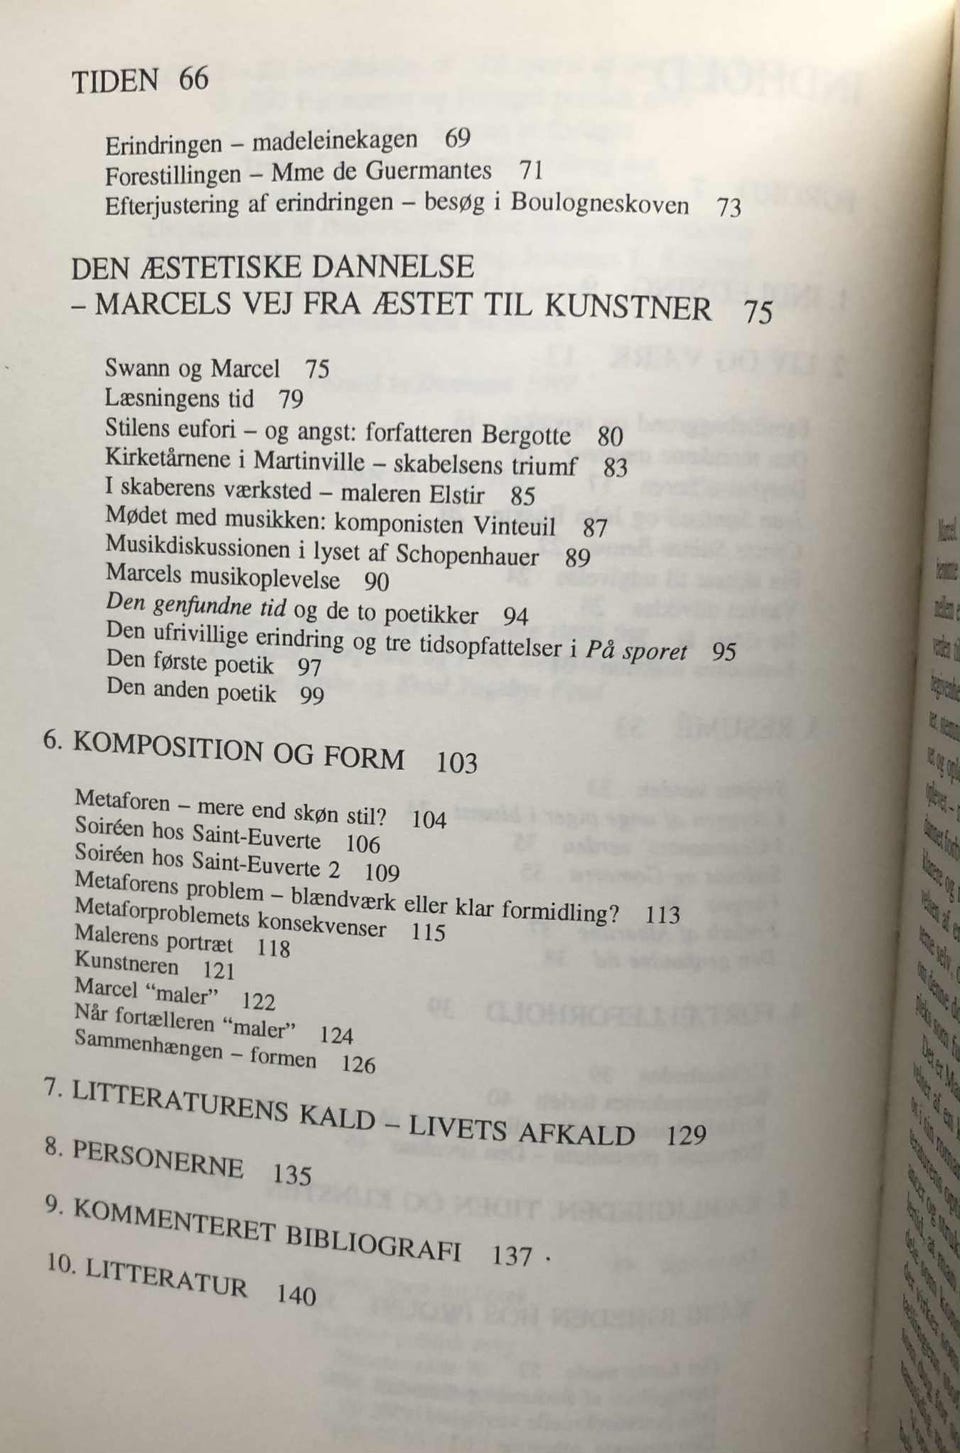 TIDEN 66
Erindringen – madeleinekagen 69
Forestillingen – Mme de Guermantes 71
Efterjustering af erindringen – besøg i Boulogneskoven 73
DEN ÆSTETISKE DANNELSE
– MARCELS VEJ FRA ÆSTET TIL KUNSTNER 75
Swann og Marcel 75
Læsningens tid 79
Stilens eufori – og angst: forfatteren Bergotte 80
Kirketårnene i Martinville – skabelsens triumf 83
I skaberens værksted – maleren Elstir 85
Mødet med musikken: komponisten Vinteuil 87
Musikdiskussionen i lyset af Schopenhauer 89
Marcels musikoplevelse 90
Den genfundne tid og de to poetikker 94
Den ufrivillige erindring og tre tidsopfattelser i På sporet 95
Den første poetik 97
Den anden poetik 99
6. KOMPOSITION OG FORM 103
Metaforen – mere end skøn stil? 104
Soiréen hos Saint-Euverte 106
Soiréen hos Saint-Euverte 2 109
Metaforens problem – blændværk eller klar formidling? 113
Metaforproblemets konsekvenser 115
Malerens portræt 118
Kunstneren 121
Marcel “maler” 122
Når fortælleren “maler” 124
Sammenhængen – formen 126
7. LITTERATURENS KALD – LIVETS AFKALD 129
8. PERSONERNE 135
9. KOMMENTERET BIBLIOGRAFI 137
10. LITTERATUR 140